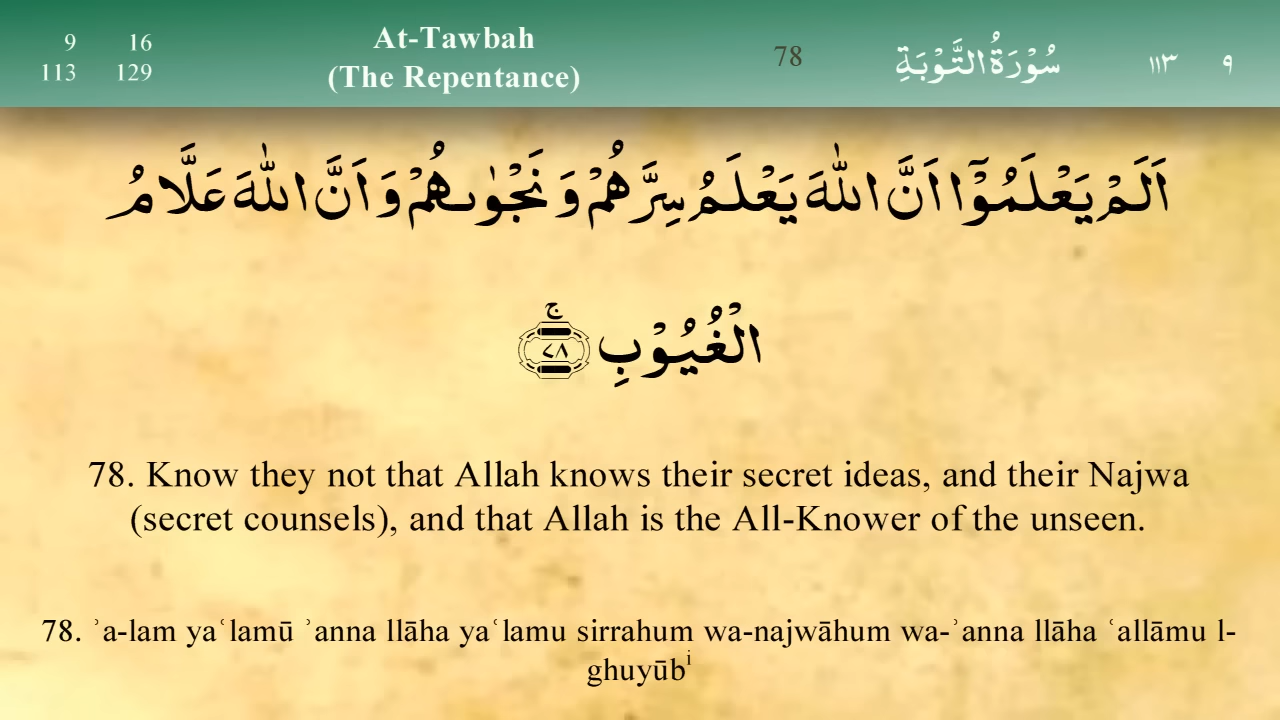 9 16
113 129
At-Tawbah
(The Repentance)
78
سُوْرَةُ التَّوْبَةِ
١١٣ ٩
اَلَمْ يَعْلَمُوْۤا اَنَّ اللّٰهَ يَعْلَمُ سِرَّهُمْ وَ نَجْوٰىهُمْ وَ اَنَّ اللّٰهَ عَلَّامُ
الْغُیُوْبِ ۚ ٧٨
78. Know they not that Allah knows their secret ideas, and their Najwa
(secret counsels), and that Allah is the All-Knower of the unseen.
78. ʾa-lam yaʿlamū ʾanna llāha yaʿlamu sirrahum wa-najwāhum wa-ʾanna llāha ʿallāmu l-
ghuyūbⁱ